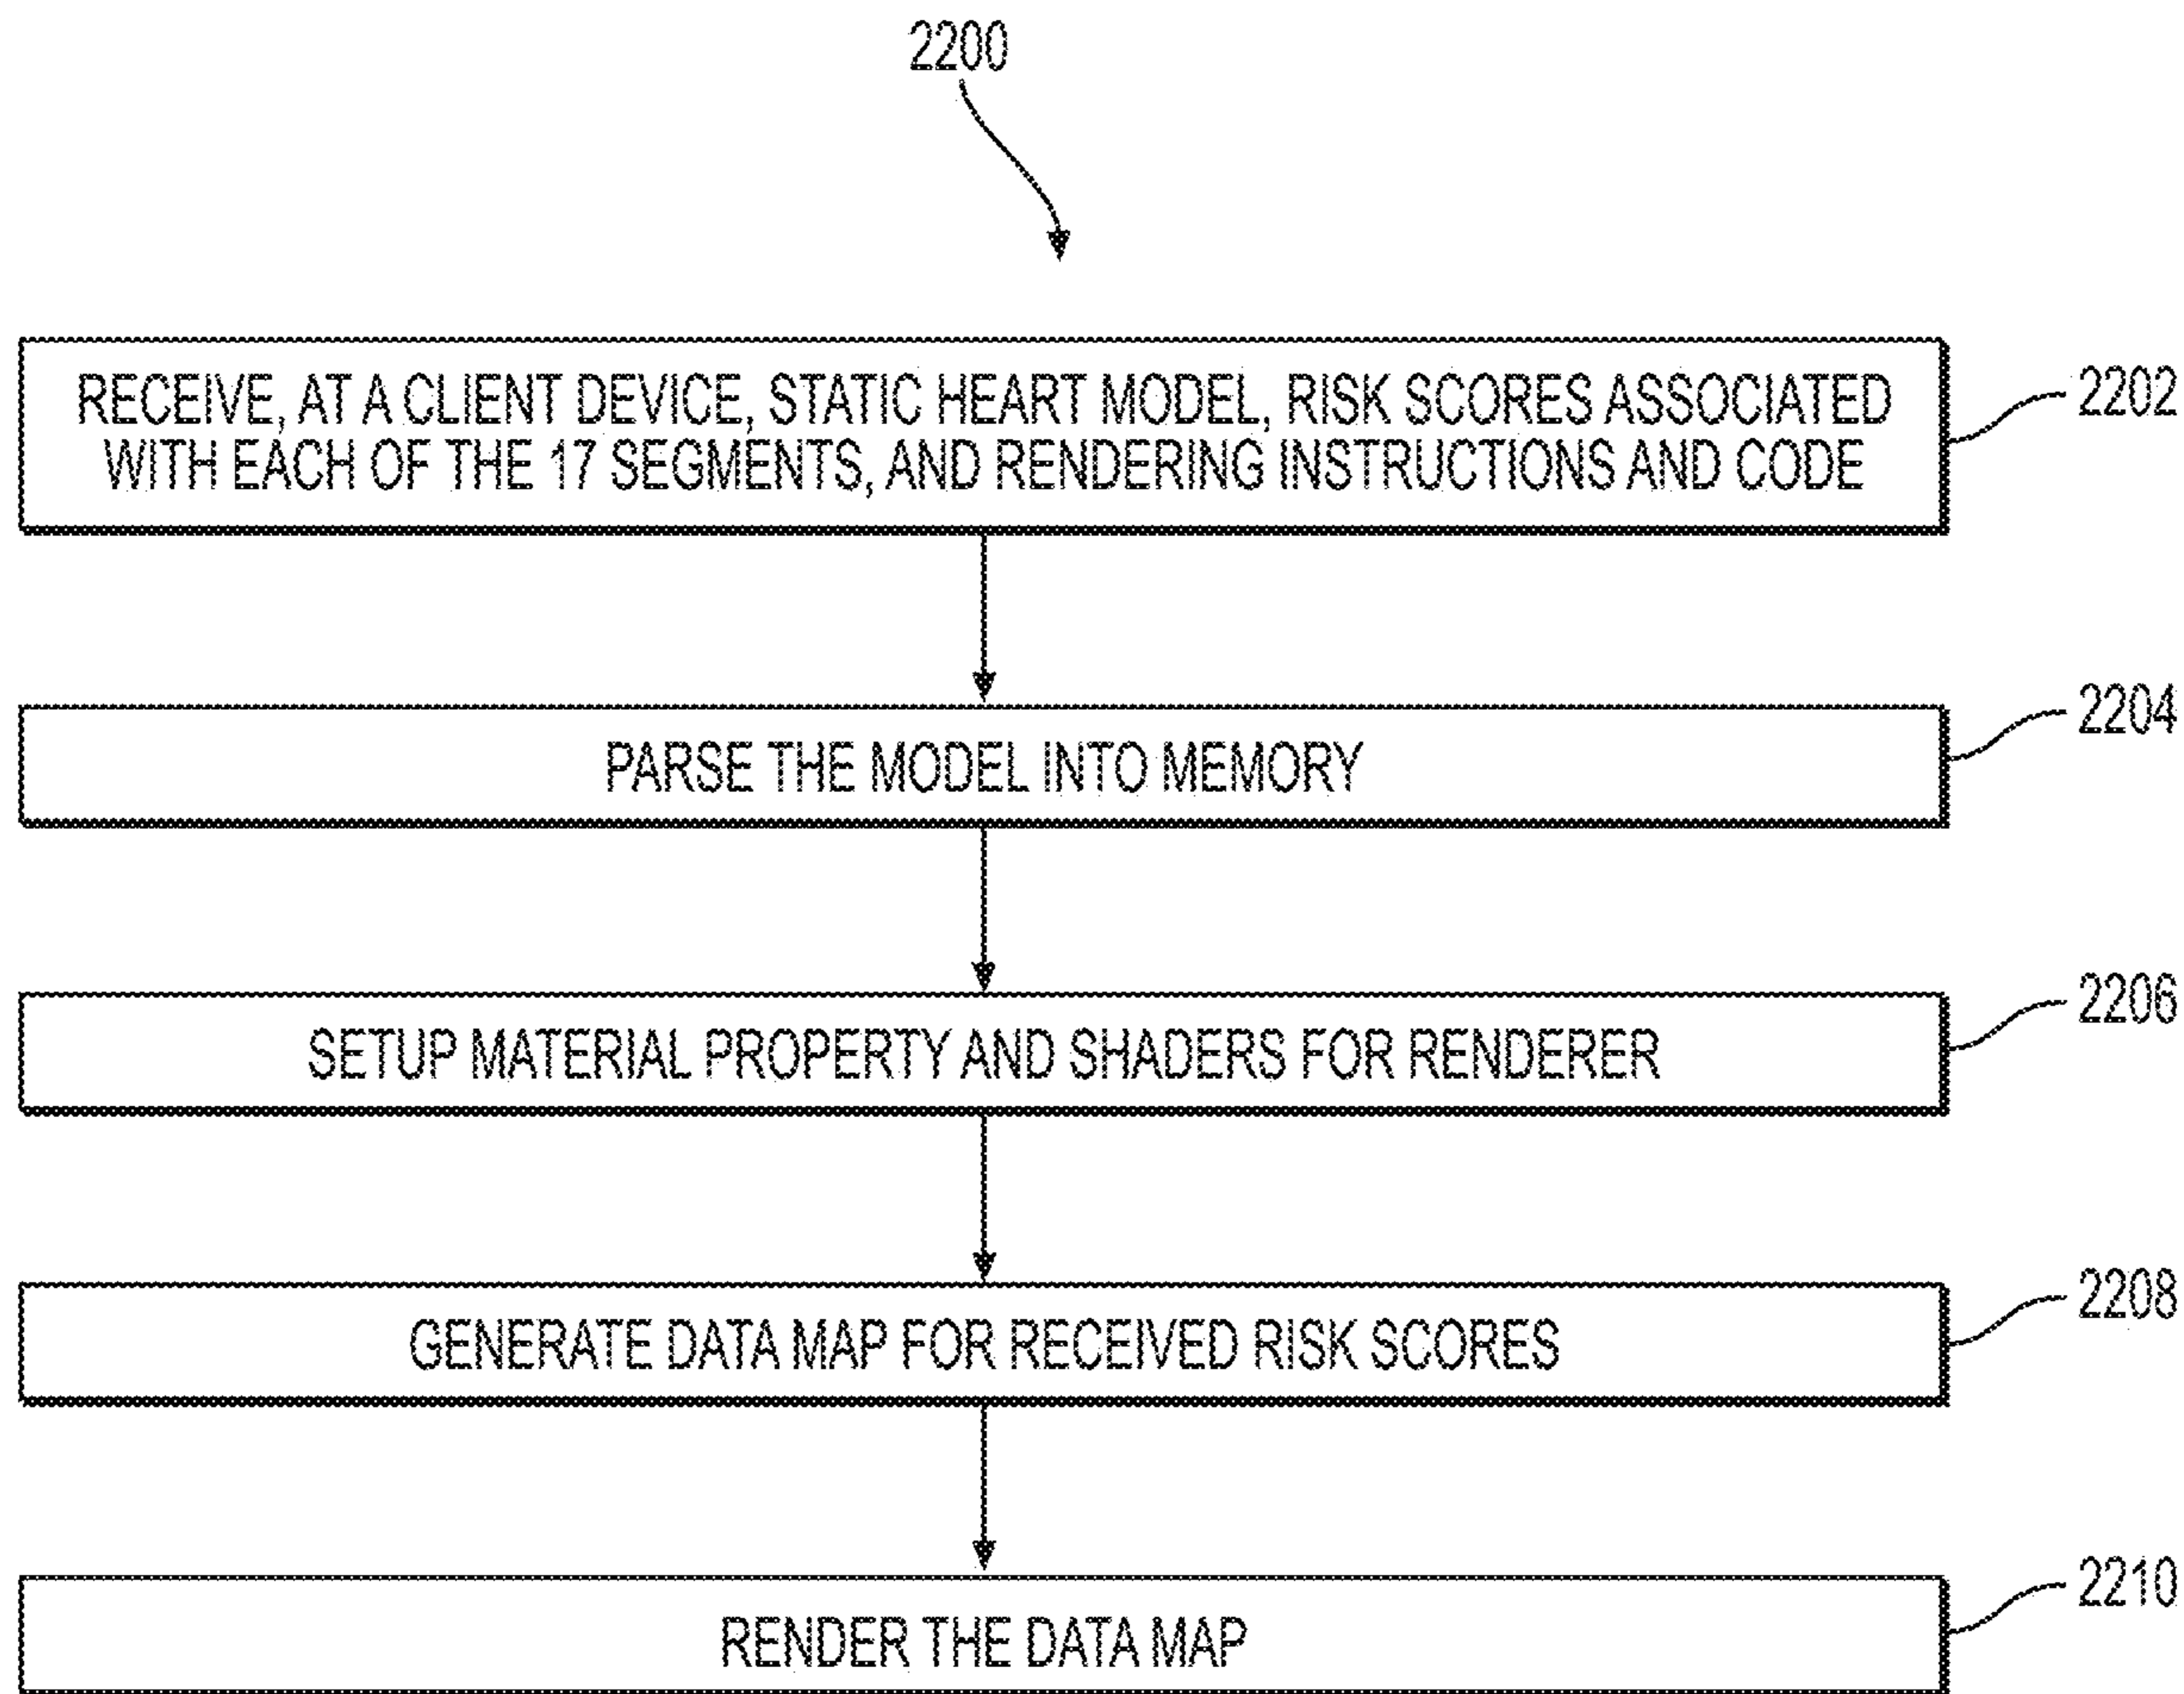 2200
RECEIVE, AT A CLIENT DEVICE, STATIC HEART MODEL, RISK SCORES ASSOCIATED
WITH EACH OF THE 17 SEGMENTS, AND RENDERING INSTRUCTIONS AND CODE
2202
PARSE THE MODEL INTO MEMORY
2204
SETUP MATERIAL PROPERTY AND SHADERS FOR RENDERER
2206
GENERATE DATA MAP FOR RECEIVED RISK SCORES
2208
RENDER THE DATA MAP
2210